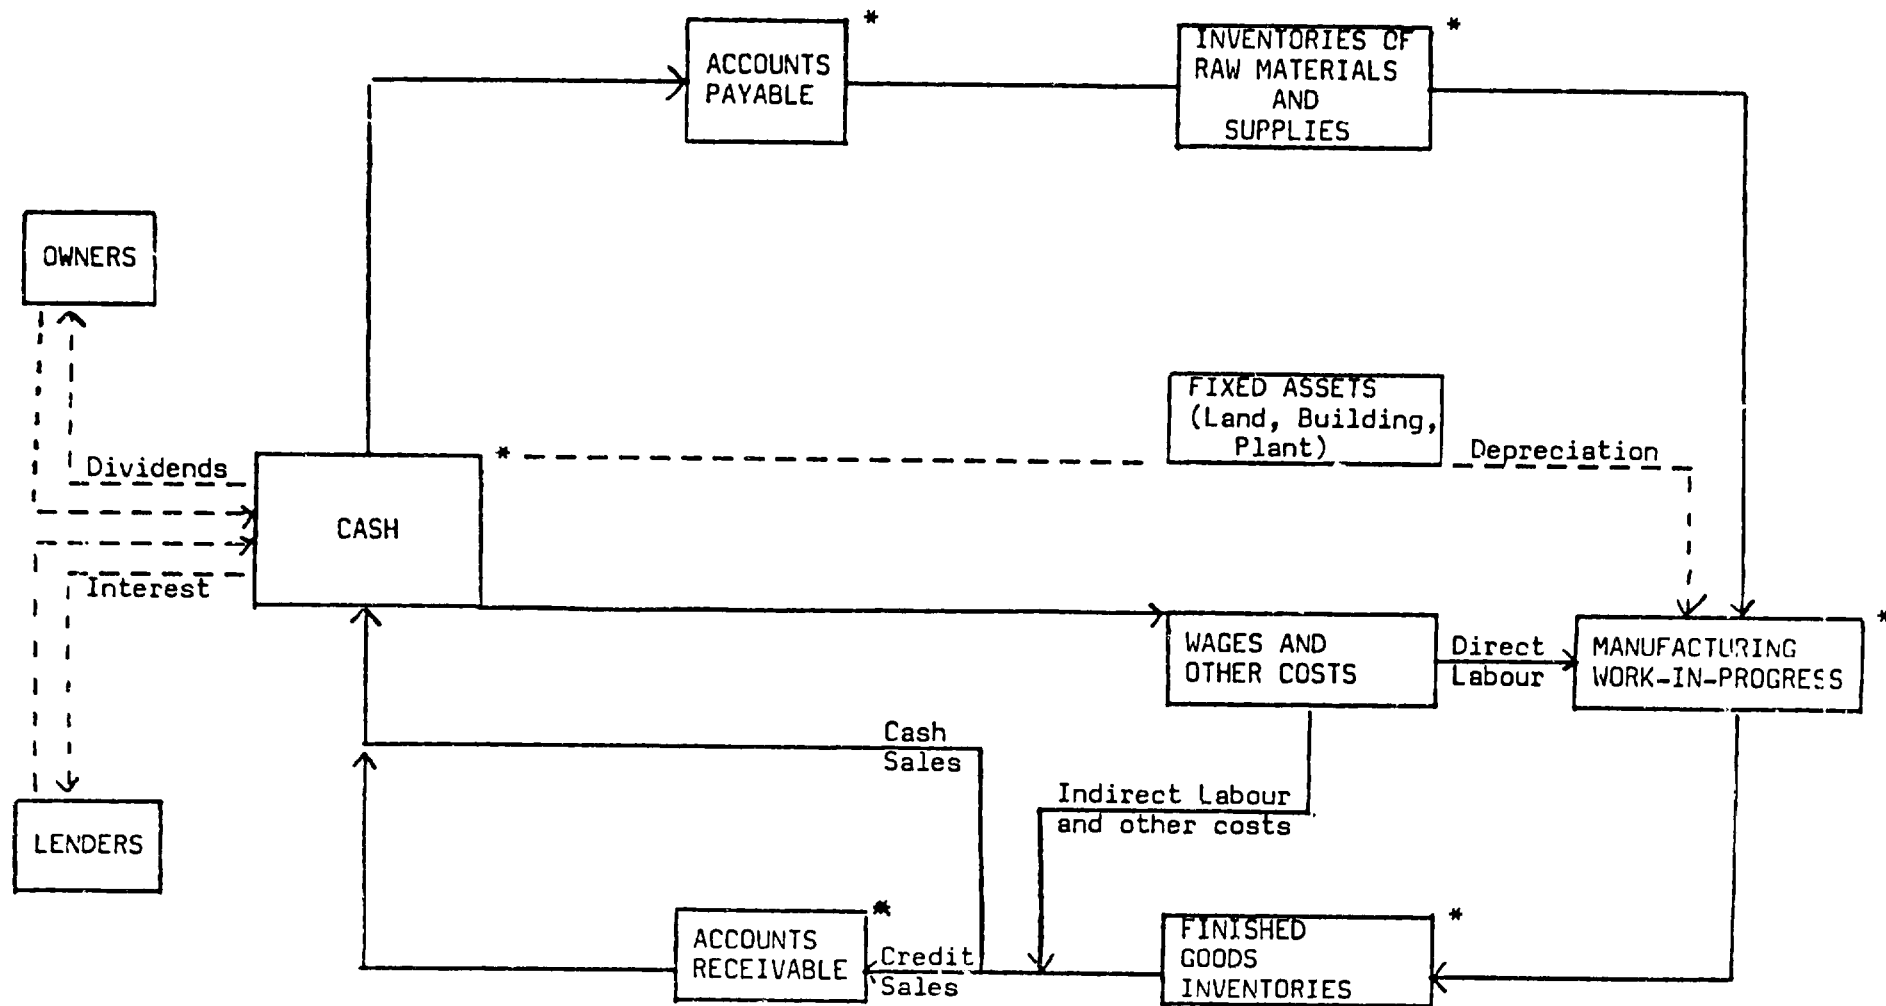 *
ACCOUNTS
PAYABLE
*
INVENTORIES OF
RAW MATERIALS
AND
SUPPLIES
OWNERS
FIXED ASSETS
(Land, Building,
Plant)
Depreciation
Dividends
*
CASH
Interest
WAGES AND
OTHER COSTS
Direct
Labour
*
MANUFACTURING
WORK-IN-PROGRESS
Cash
Sales
Indirect Labour
and other costs
LENDERS
*
ACCOUNTS
RECEIVABLE
Credit
Sales
*
FINISHED
GOODS
INVENTORIES